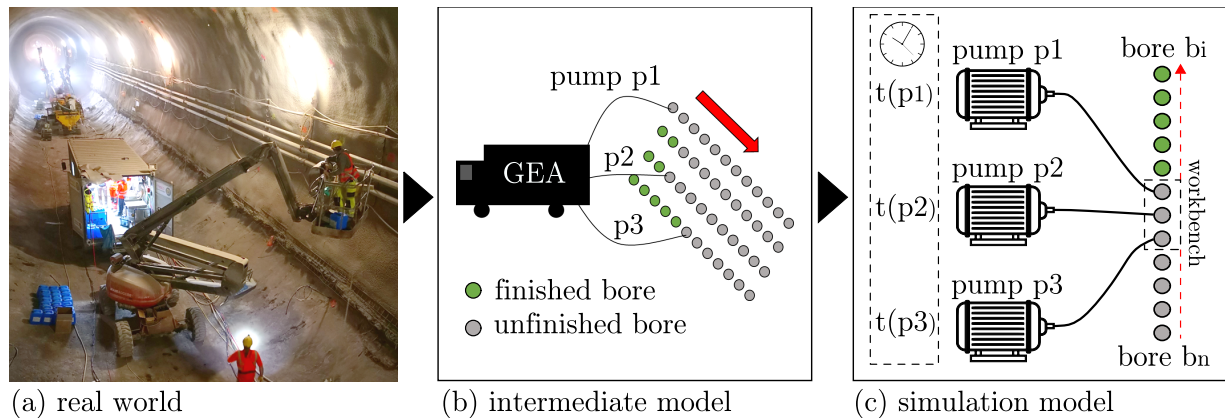 pump p1
p2
GEA
p3
finished bore
unfinished bore
pump p1
bore bi
t(p1)
pump p2
workbench
t(p2)
pump p3
t(p3)
bore bn
(a) real world
(b) intermediate model
(c) simulation model